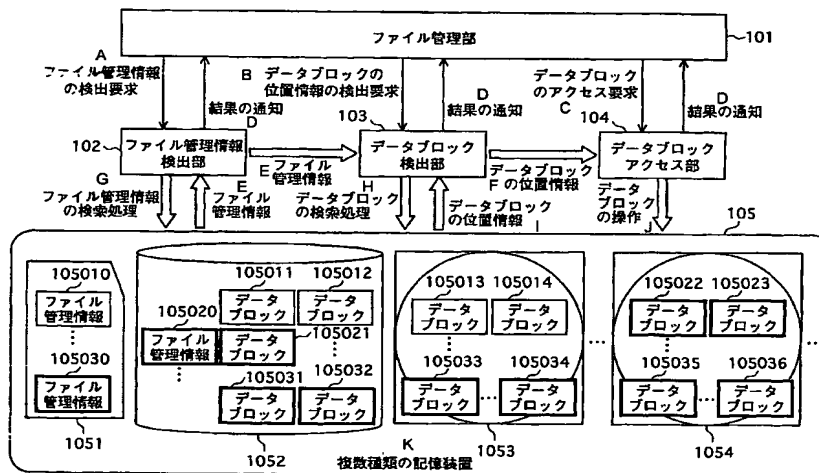 ファイル管理部
101
A
ファイル管理情報
の検出要求
結果の通知
D
B
データブロックの
位置情報の検出要求
D
結果の通知
データブロック
のアクセス要求
C
D
結果の通知
102
ファイル管理情報
検出部
103
データブロック
検出部
104
データブロック
アクセス部
E ファイル
管理情報
データブロック
F の位置情報
G
ファイル管理情報
の検索処理
E
ファイル
管理情報
H
データブロック
の検索処理
データブロック
の位置情報
I
データ
ブロック
の操作
J
105
105010
ファイル
管理情報
105030
ファイル
管理情報
1051
105011
データ
ブロック
105012
データ
ブロック
105020
ファイル
管理情報
105021
データ
ブロック
105031
データ
ブロック
105032
データ
ブロック
1052
105013
データ
ブロック
105014
データ
ブロック
105033
データ
ブロック
105034
データ
ブロック
1053
105022
データ
ブロック
105023
データ
ブロック
105035
データ
ブロック
105036
データ
ブロック
1054
K
複数種類の記憶装置